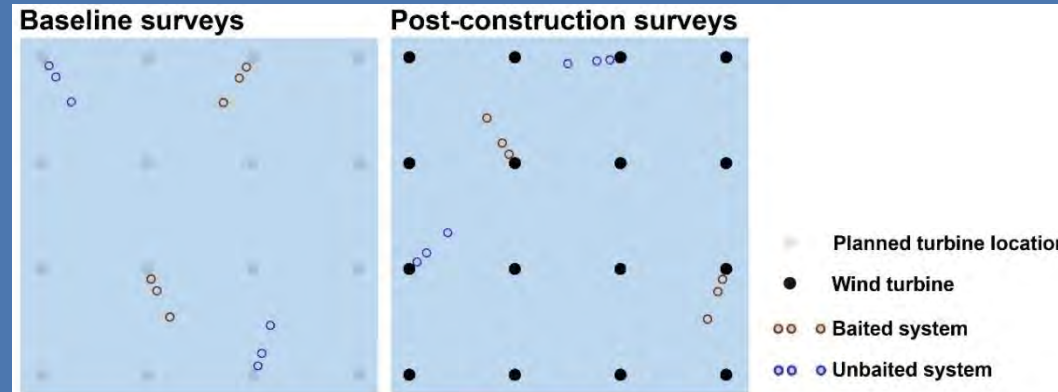 Baseline surveys
Post-construction surveys
Planned turbine location
Wind turbine
Baited system
Unbaited system